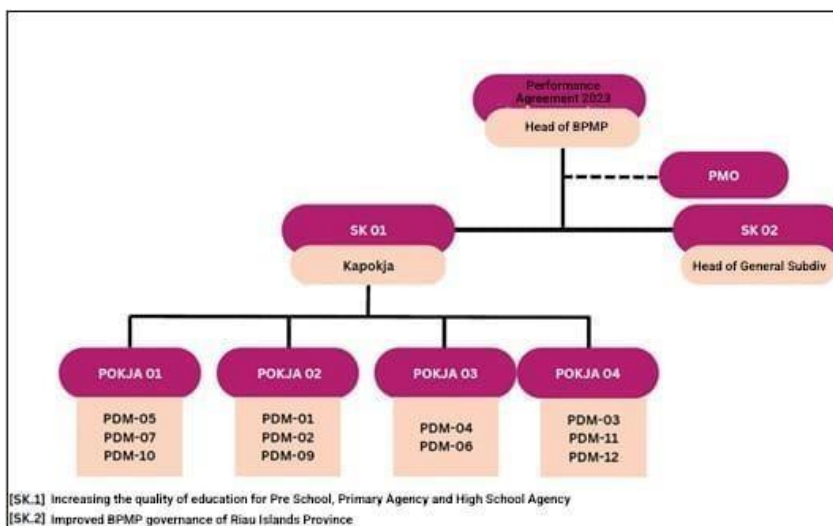 Performance
Agreement 2023
Head of BPMP
PMO
SK 01
SK 02
Kapokja
Head of General Subdiv
POKJA 01
POKJA 02
POKJA 03
POKJA 04
PDM-05
PDM-07
PDM-10
PDM-01
PDM-02
PDM-09
PDM-04
PDM-06
PDM-03
PDM-11
PDM-12
[SK.1] Increasing the quality of education for Pre School, Primary Agency and High School Agency
[SK.2] Improved BPMP governance of Riau Islands Province